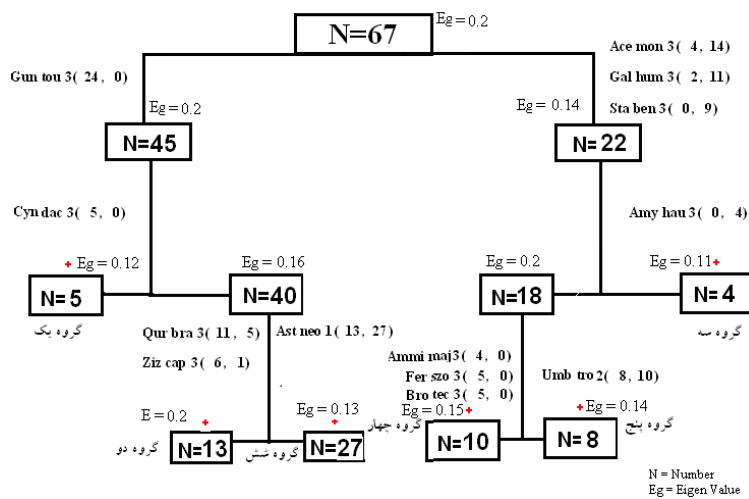 N=67
Eg=0.2
Ace mon 3( 4, 14)
Gal hum 3( 2, 11)
Sta ben 3( 0, 9)
Gun tou 3( 24, 0)
Eg = 0.2
Eg = 0.14
N=45
N= 22
Cyn dac 3( 5, 0)
Amy hau 3( 0, 4)
+ Eg = 0.12
Eg = 0.16
Eg = 0.2
Eg = 0.11+
N= 5
N=40
N=18
N= 4
گروه یک
گروه سه
Qur bra 3( 11, 5)
Ast neo 1( 13, 27)
Ziz cap 3( 6, 1)
Ammi maj3( 4, 0)
Fer szo 3( 5, 0)
Bro tec 3( 5, 0)
Umb tro2( 8, 10)
E = 0.2 +
Eg = 0.13 +
Eg = 0.15 +
+ Eg = 0.14
گروه دو
N=13
گروه شش
N=27
گروه چهار
N= 10
N= 8
گروه پنج
N = Number
Eg = Eigen Value